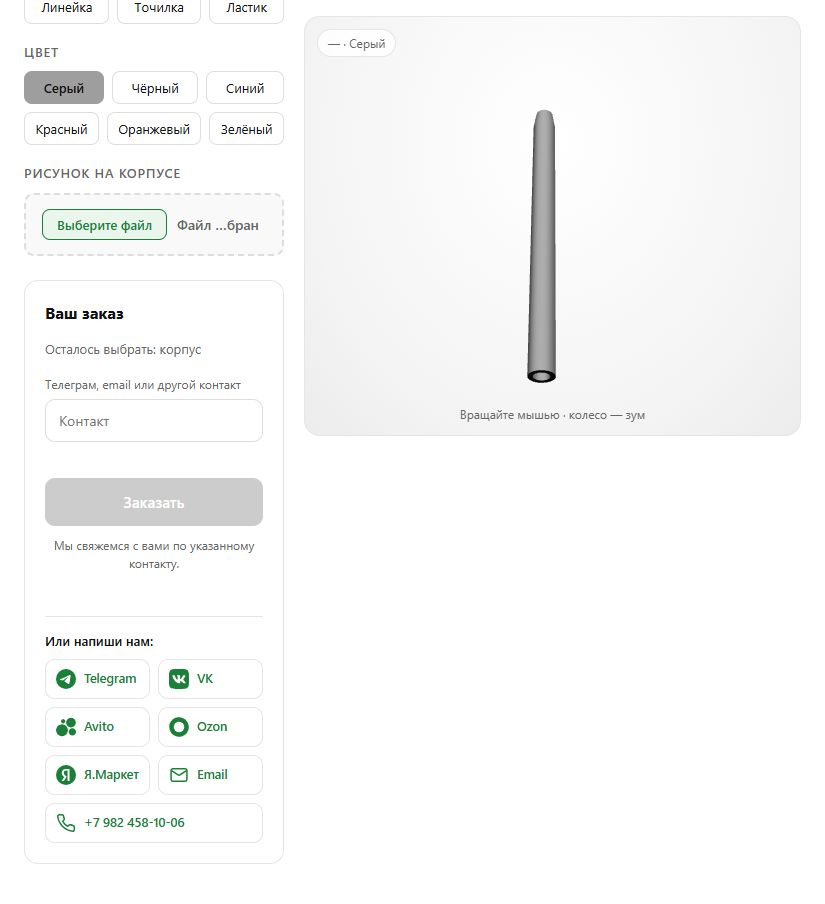 Линейка
Точилка
Ластик
ЦВЕТ
Серый
Чёрный
Синий
Красный
Оранжевый
Зелёный
РИСУНОК НА КОРПУСЕ
Выберите файл
Файл ...бран
Ваш заказ
Осталось выбрать: корпус
Телеграм, email или другой контакт
Контакт
Заказать
Мы свяжемся с вами по указанному
контакту.
Или напиши нам:
Telegram
VK
Avito
Ozon
Я.Маркет
Email
+7 982 458-10-06
— · Серый
Вращайте мышью · колесо — зум